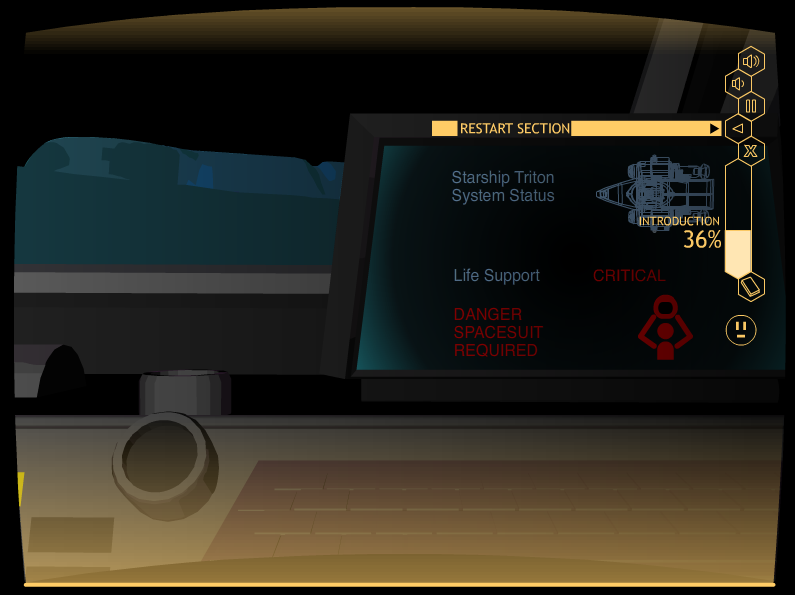 RESTART SECTION
Starship Triton
System Status
INTRODUCTION
36%
Life Support CRITICAL
DANGER
SPACESUIT
REQUIRED
X